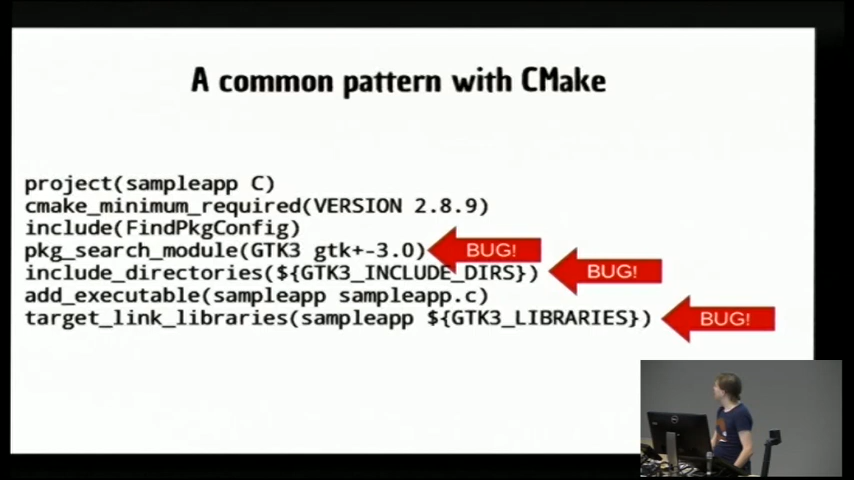 A common pattern with CMake
project(sampleapp C)
cmake_minimum_required(VERSION 2.8.9)
include(FindPkgConfig)
pkg_search_module(GTK3 gtk+-3.0) BUG!
include_directories(${GTK3_INCLUDE_DIRS}) BUG!
add_executable(sampleapp sampleapp.c)
target_link_libraries(sampleapp ${GTK3_LIBRARIES}) BUG!